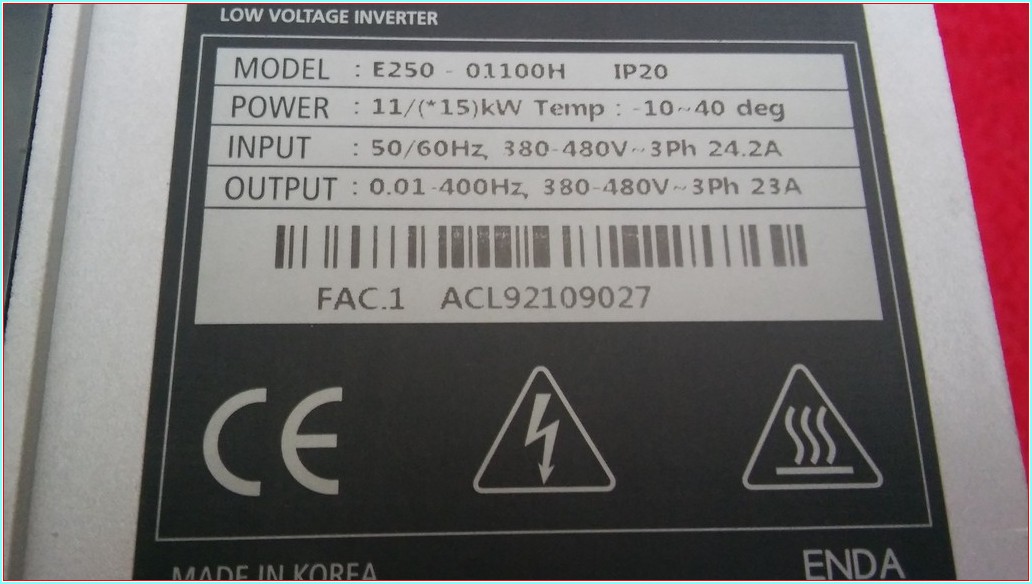 LOW VOLTAGE INVERTER
MODEL : E250 - 01100H IP20
POWER : 11/(*15)kW Temp : -10~40 deg
INPUT : 50/60Hz, 380-480V~3Ph 24.2A
OUTPUT : 0.01-400Hz, 380-480V~3Ph 23A
FAC.1 ACL92109027
CE
MADE IN KOREA
ENDA